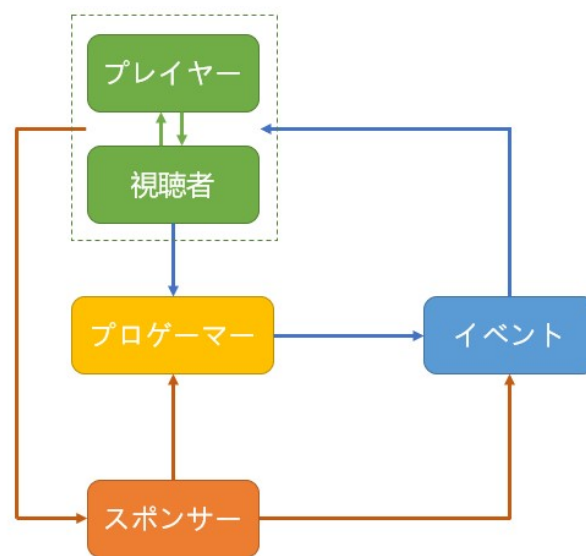 プレイヤー
視聴者
プロゲーマー
イベント
スポンサー